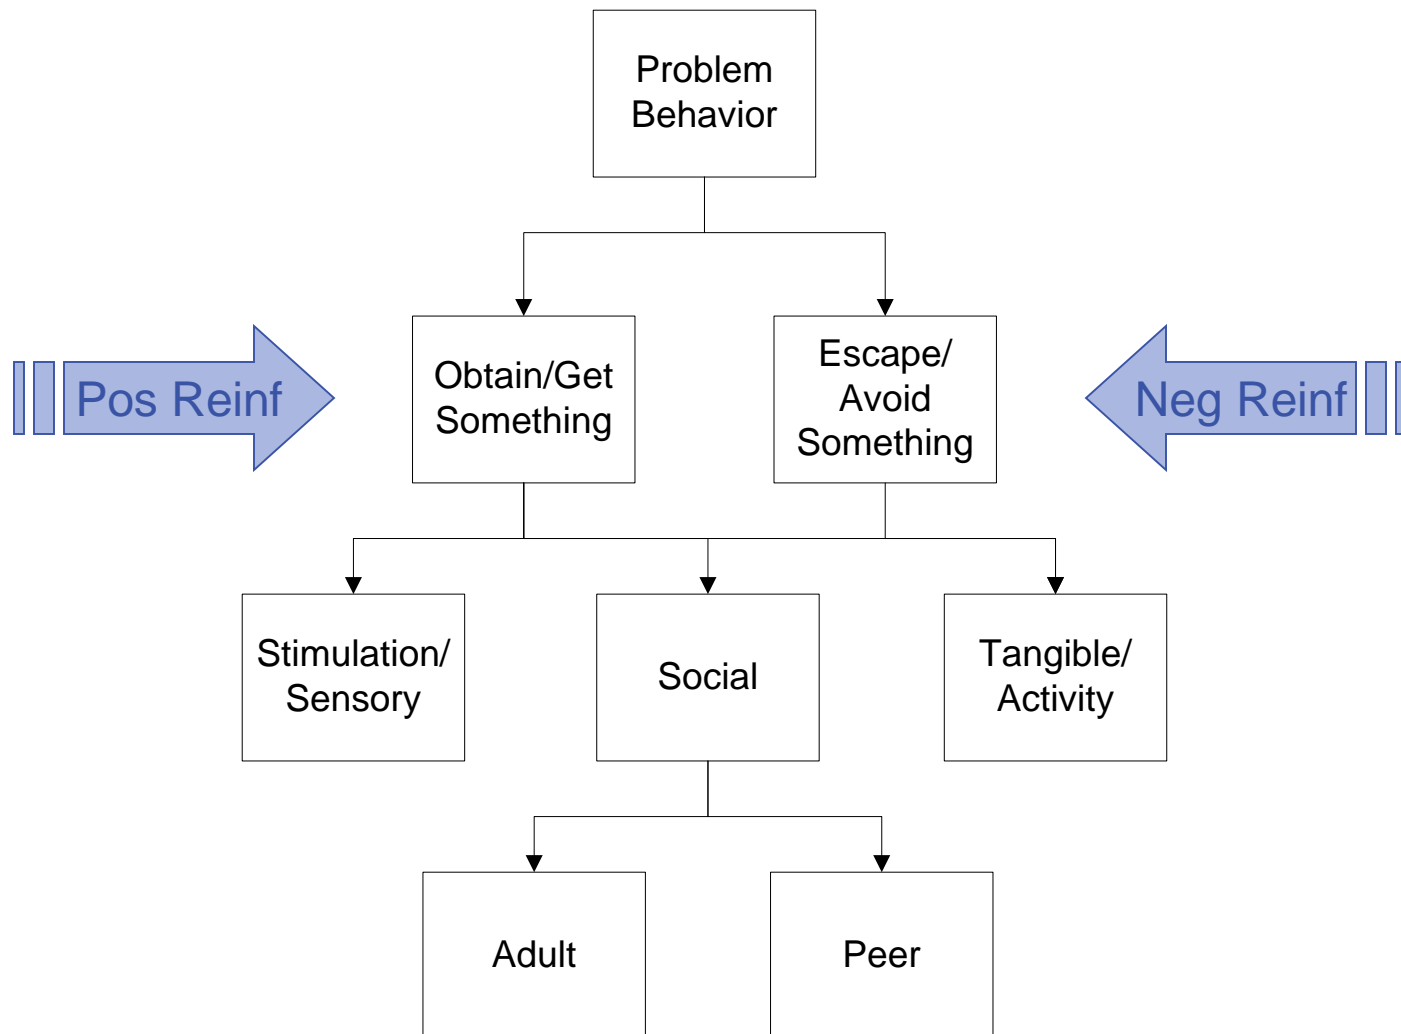 Problem
Behavior
Pos Reinf
Obtain/Get
Something
Escape/
Avoid
Something
Neg Reinf
Stimulation/
Sensory
Social
Tangible/
Activity
Adult
Peer